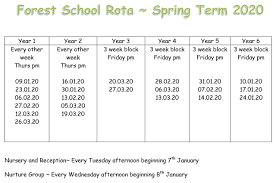 Forest School Rota ~ Spring Term 2020
Year 1 Year 2 Year 3 Year 4 Year 5 Year 6
Every other Every other 3 week block 3 week block 3 week block 3 week block
week week Friday pm Friday pm Friday pm Friday pm
Thurs pm Thurs pm
09.01.20 16.01.20 20.03.20 28.02.20 31.01.20 10.01.20
23.01.20 30.01.20 27.03.20 06.03.20 07.02.20 17.01.20
06.02.20 13.02.20 13.03.20 14.02.20 24.01.20
27.02.20 05.03.20
12.03.20 19.03.20
26.03.20
Nursery and Reception~ Every Tuesday afternoon beginning 7th January
Nurture Group ~ Every Wednesday afternoon beginning 8th January